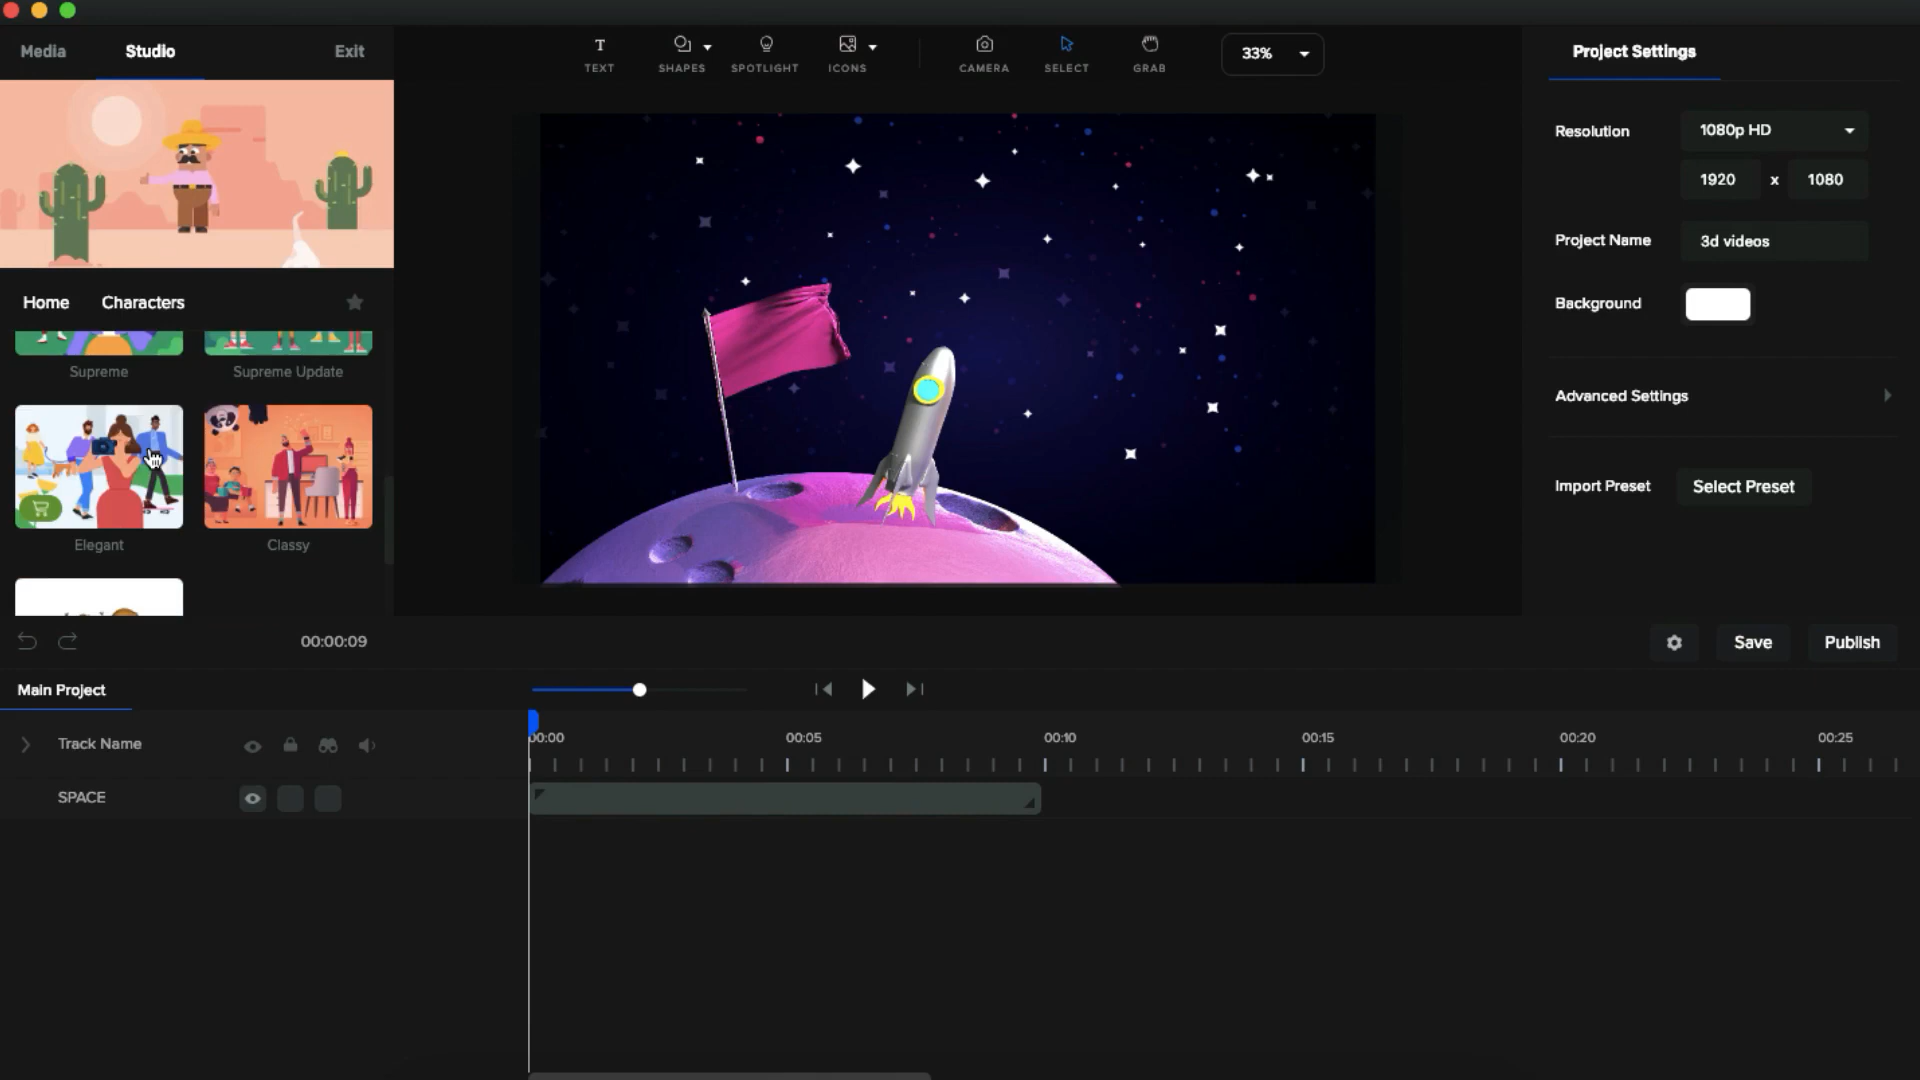 Media
Studio
Exit
TEXT
SHAPES
SPOTLIGHT
ICONS
CAMERA
SELECT
GRAB
33%
Project Settings
Resolution
1080p HD
1920 x 1080
Project Name
3d videos
Background
Advanced Settings
Import Preset
Select Preset
Home
Characters
Supreme
Supreme Update
Elegant
Classy
00:00:09
Save
Publish
Main Project
Track Name
00:00
00:05
00:10
00:15
00:20
00:25
SPACE